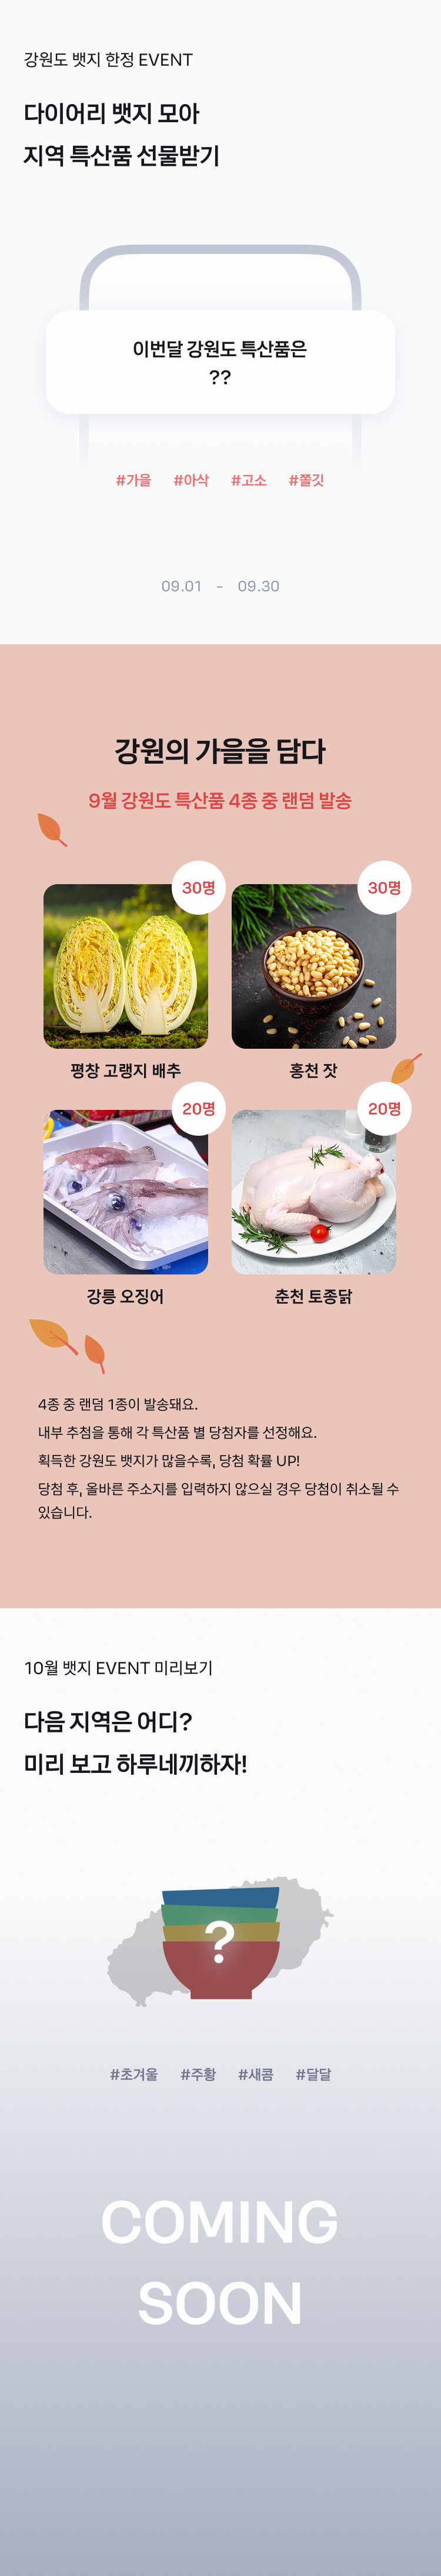 강원도 뱃지 한정 EVENT
다이어리 뱃지 모아
지역 특산품 선물받기
이번달 강원도 특산품은
??
#가을 #아삭 #고소 #쫄깃
09.01 - 09.30
강원의 가을을 담다
9월 강원도 특산품 4종 중 랜덤 발송
30명 30명
평창 고랭지 배추 홍천 잣
20명 20명
강릉 오징어 춘천 토종닭
4종 중 랜덤 1종이 발송돼요.
내부 추첨을 통해 각 특산품 별 당첨자를 선정해요.
획득한 강원도 뱃지가 많을수록, 당첨 확률 UP!
당첨 후, 올바른 주소지를 입력하지 않으실 경우 당첨이 취소될 수
있습니다.
10월 뱃지 EVENT 미리보기
다음 지역은 어디?
미리 보고 하루네끼하자!
?
#초겨울 #주황 #새콤 #달달
COMING
SOON